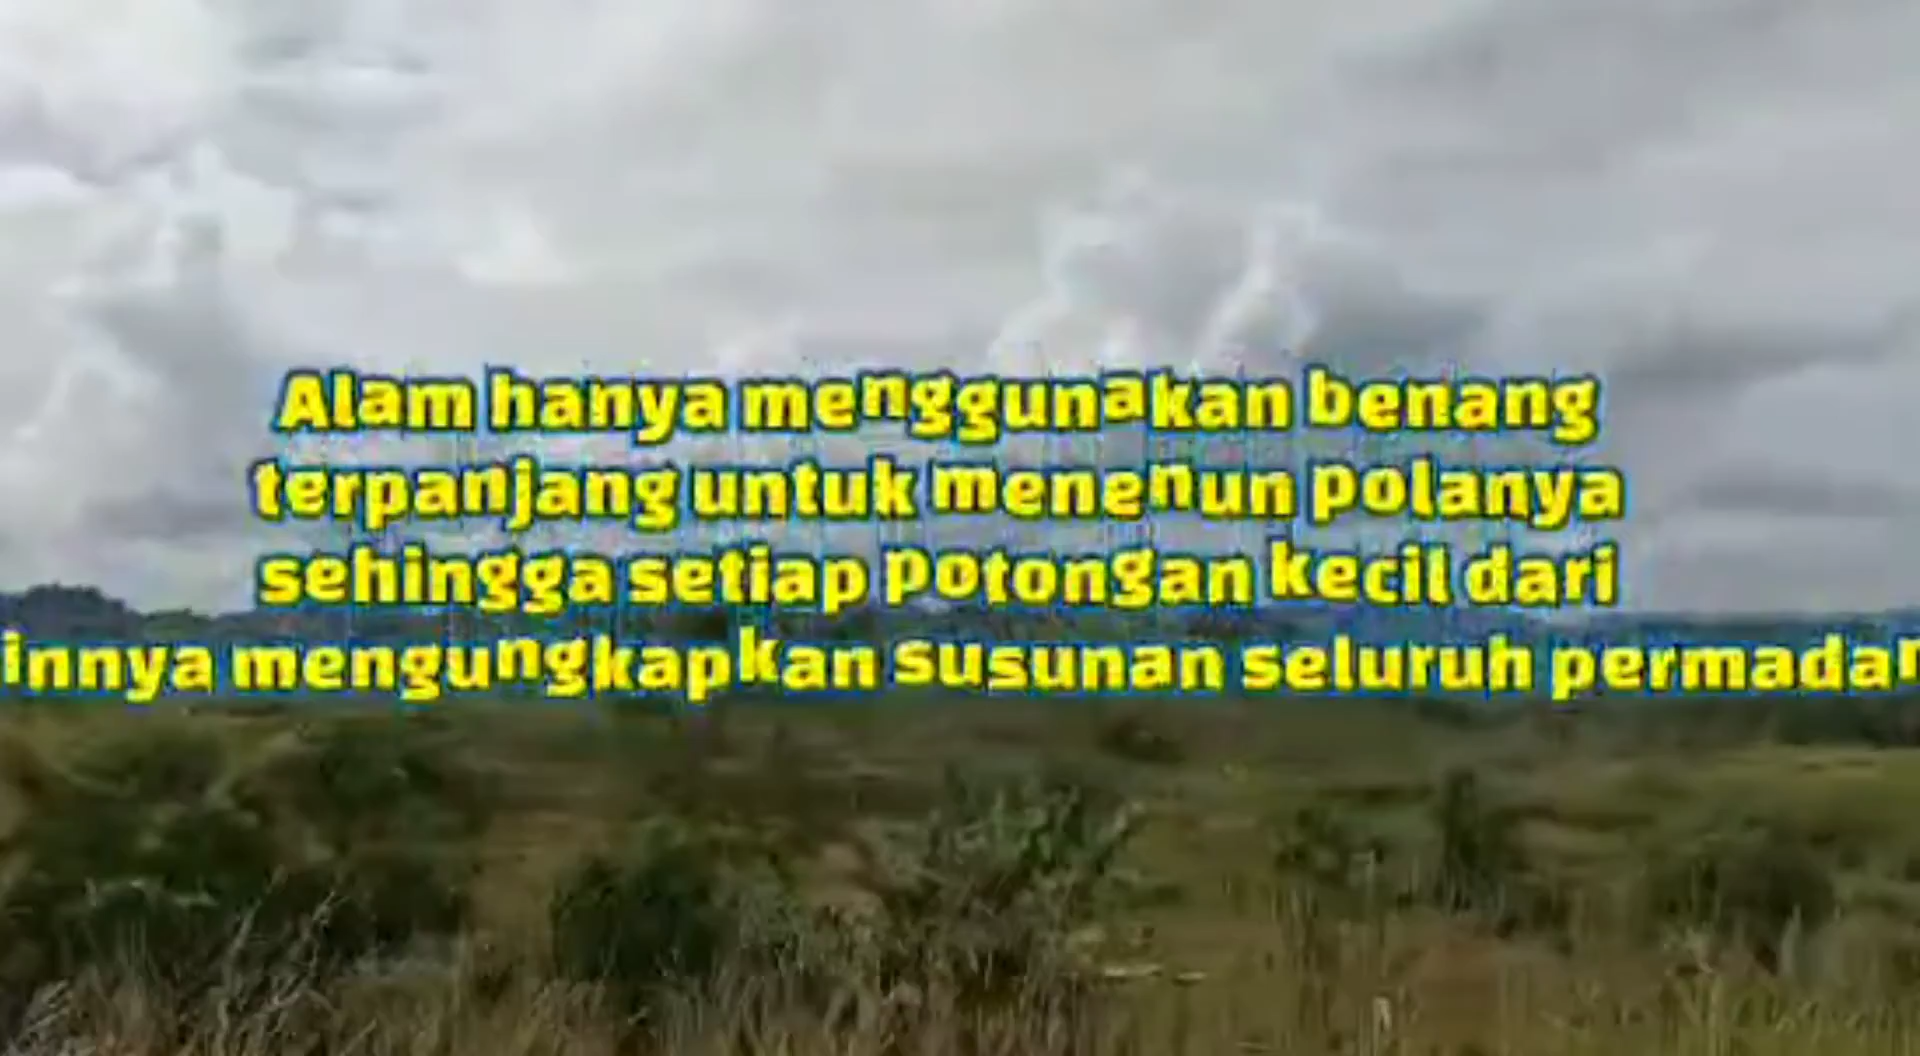 Alam hanya menggunakan benang
terpanjang untuk menenun polanya
sehingga setiap potongan kecil dari
innya mengungkapkan susunan seluruh permadan